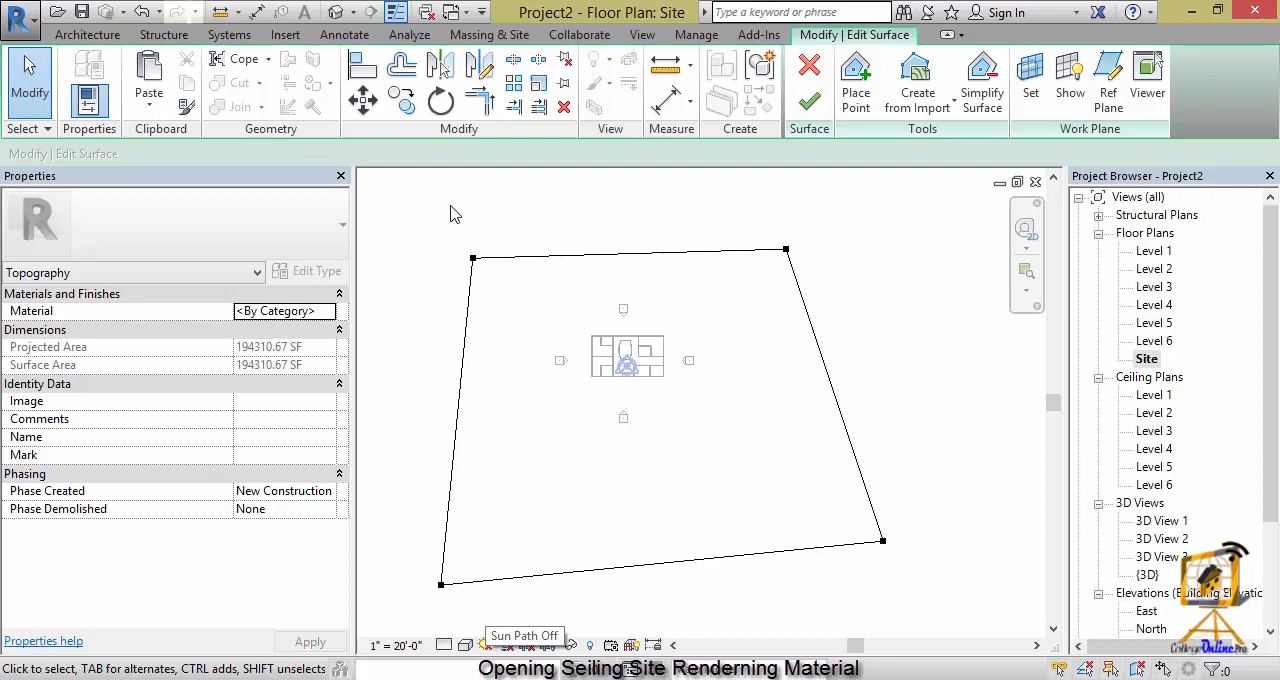 Project2 - Floor Plan: Site
Type a keyword or phrase
Sign In
Architecture Structure Systems Insert Annotate Analyze Massing & Site Collaborate View Manage Add-Ins Modify | Edit Surface
Modify
Paste
Cope
Cut
Join
Place Point
Create from Import
Simplify Surface
Set
Show
Ref Plane
Viewer
Select Properties Clipboard Geometry Modify View Measure Create Surface Tools Work Plane
Modify | Edit Surface
Properties
Topography
Edit Type
Materials and Finishes
Material <By Category>
Dimensions
Projected Area 194310.67 SF
Surface Area 194310.67 SF
Identity Data
Image
Comments
Name
Mark
Phasing
Phase Created New Construction
Phase Demolished None
Properties help
Apply
2D
1" = 20'-0"
Sun Path Off
Project Browser - Project2
Views (all)
Structural Plans
Floor Plans
Level 1
Level 2
Level 3
Level 4
Level 5
Level 6
Site
Ceiling Plans
Level 1
Level 2
Level 3
Level 4
Level 5
Level 6
3D Views
3D View 1
3D View 2
3D View
{3D}
Elevations (Building Elevatio
East
North
CollegeOnline.Pro
Click to select, TAB for alternates, CTRL adds, SHIFT unselects
Opening Seiling Site Renderning Material
:0